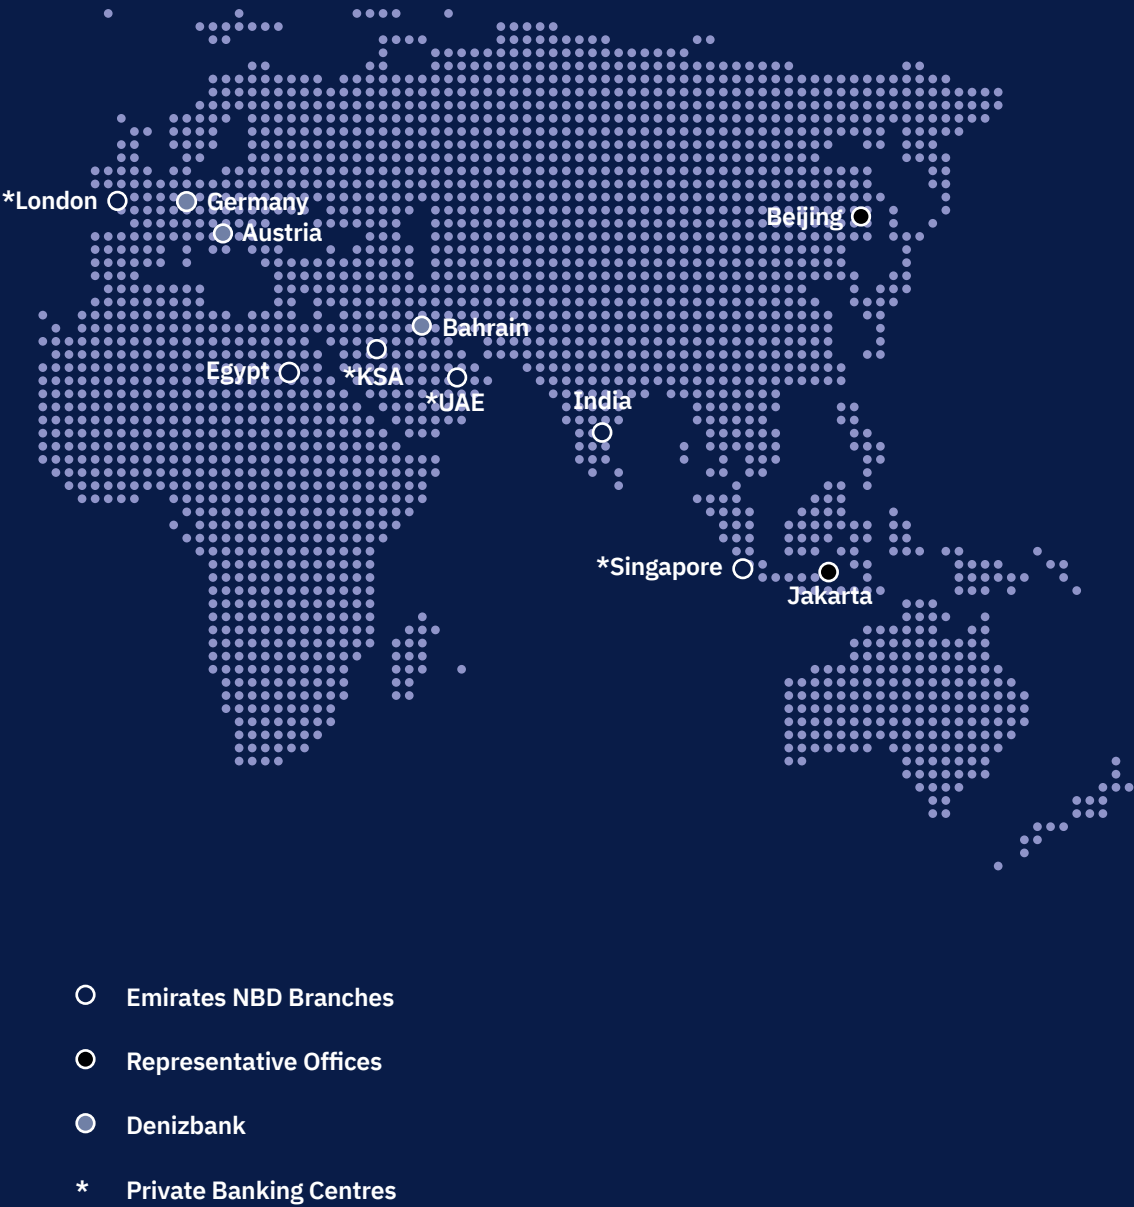 *London
Germany
Austria
Beijing
Bahrain
Egypt
*KSA
*UAE
India
*Singapore
Jakarta
Emirates NBD Branches
Representative Offices
Denizbank
* Private Banking Centres